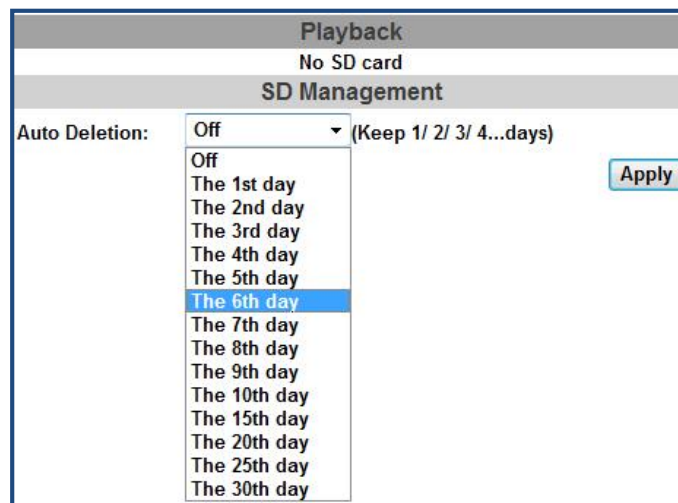 Playback
No SD card
SD Management
Auto Deletion: Off (Keep 1/ 2/ 3/ 4...days)
Off
Apply
The 1st day
The 2nd day
The 3rd day
The 4th day
The 5th day
The 6th day
The 7th day
The 8th day
The 9th day
The 10th day
The 15th day
The 20th day
The 25th day
The 30th day